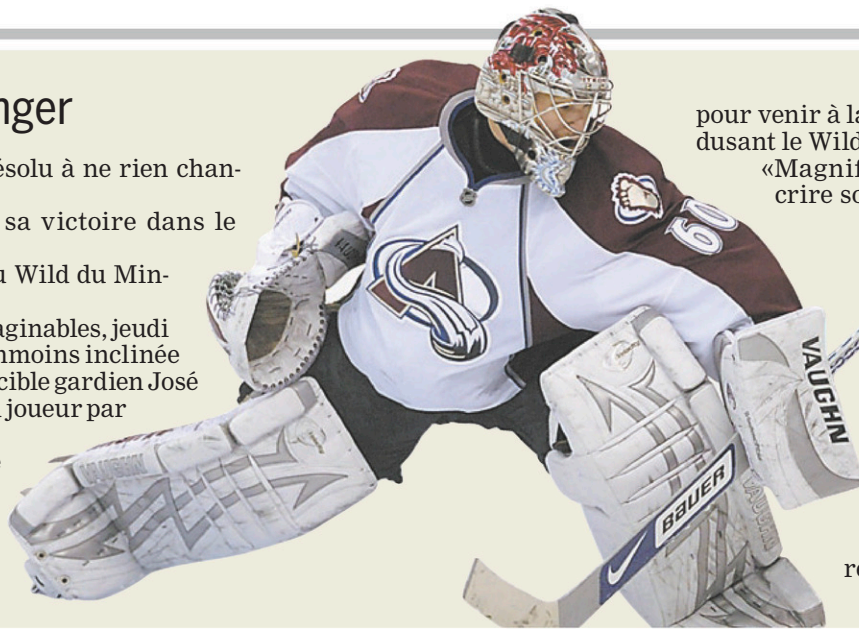 nger
ésolu à ne rien chan-
sa victoire dans le
u Wild du Min-
aginables, jeudi
nmoins inclinée
cible gardien José
joueur par
pour venir à la
dusant le Wild
«Magnif
crire so
60
VAUGHN
VAUGHN
BAUER
VAUGHN
re